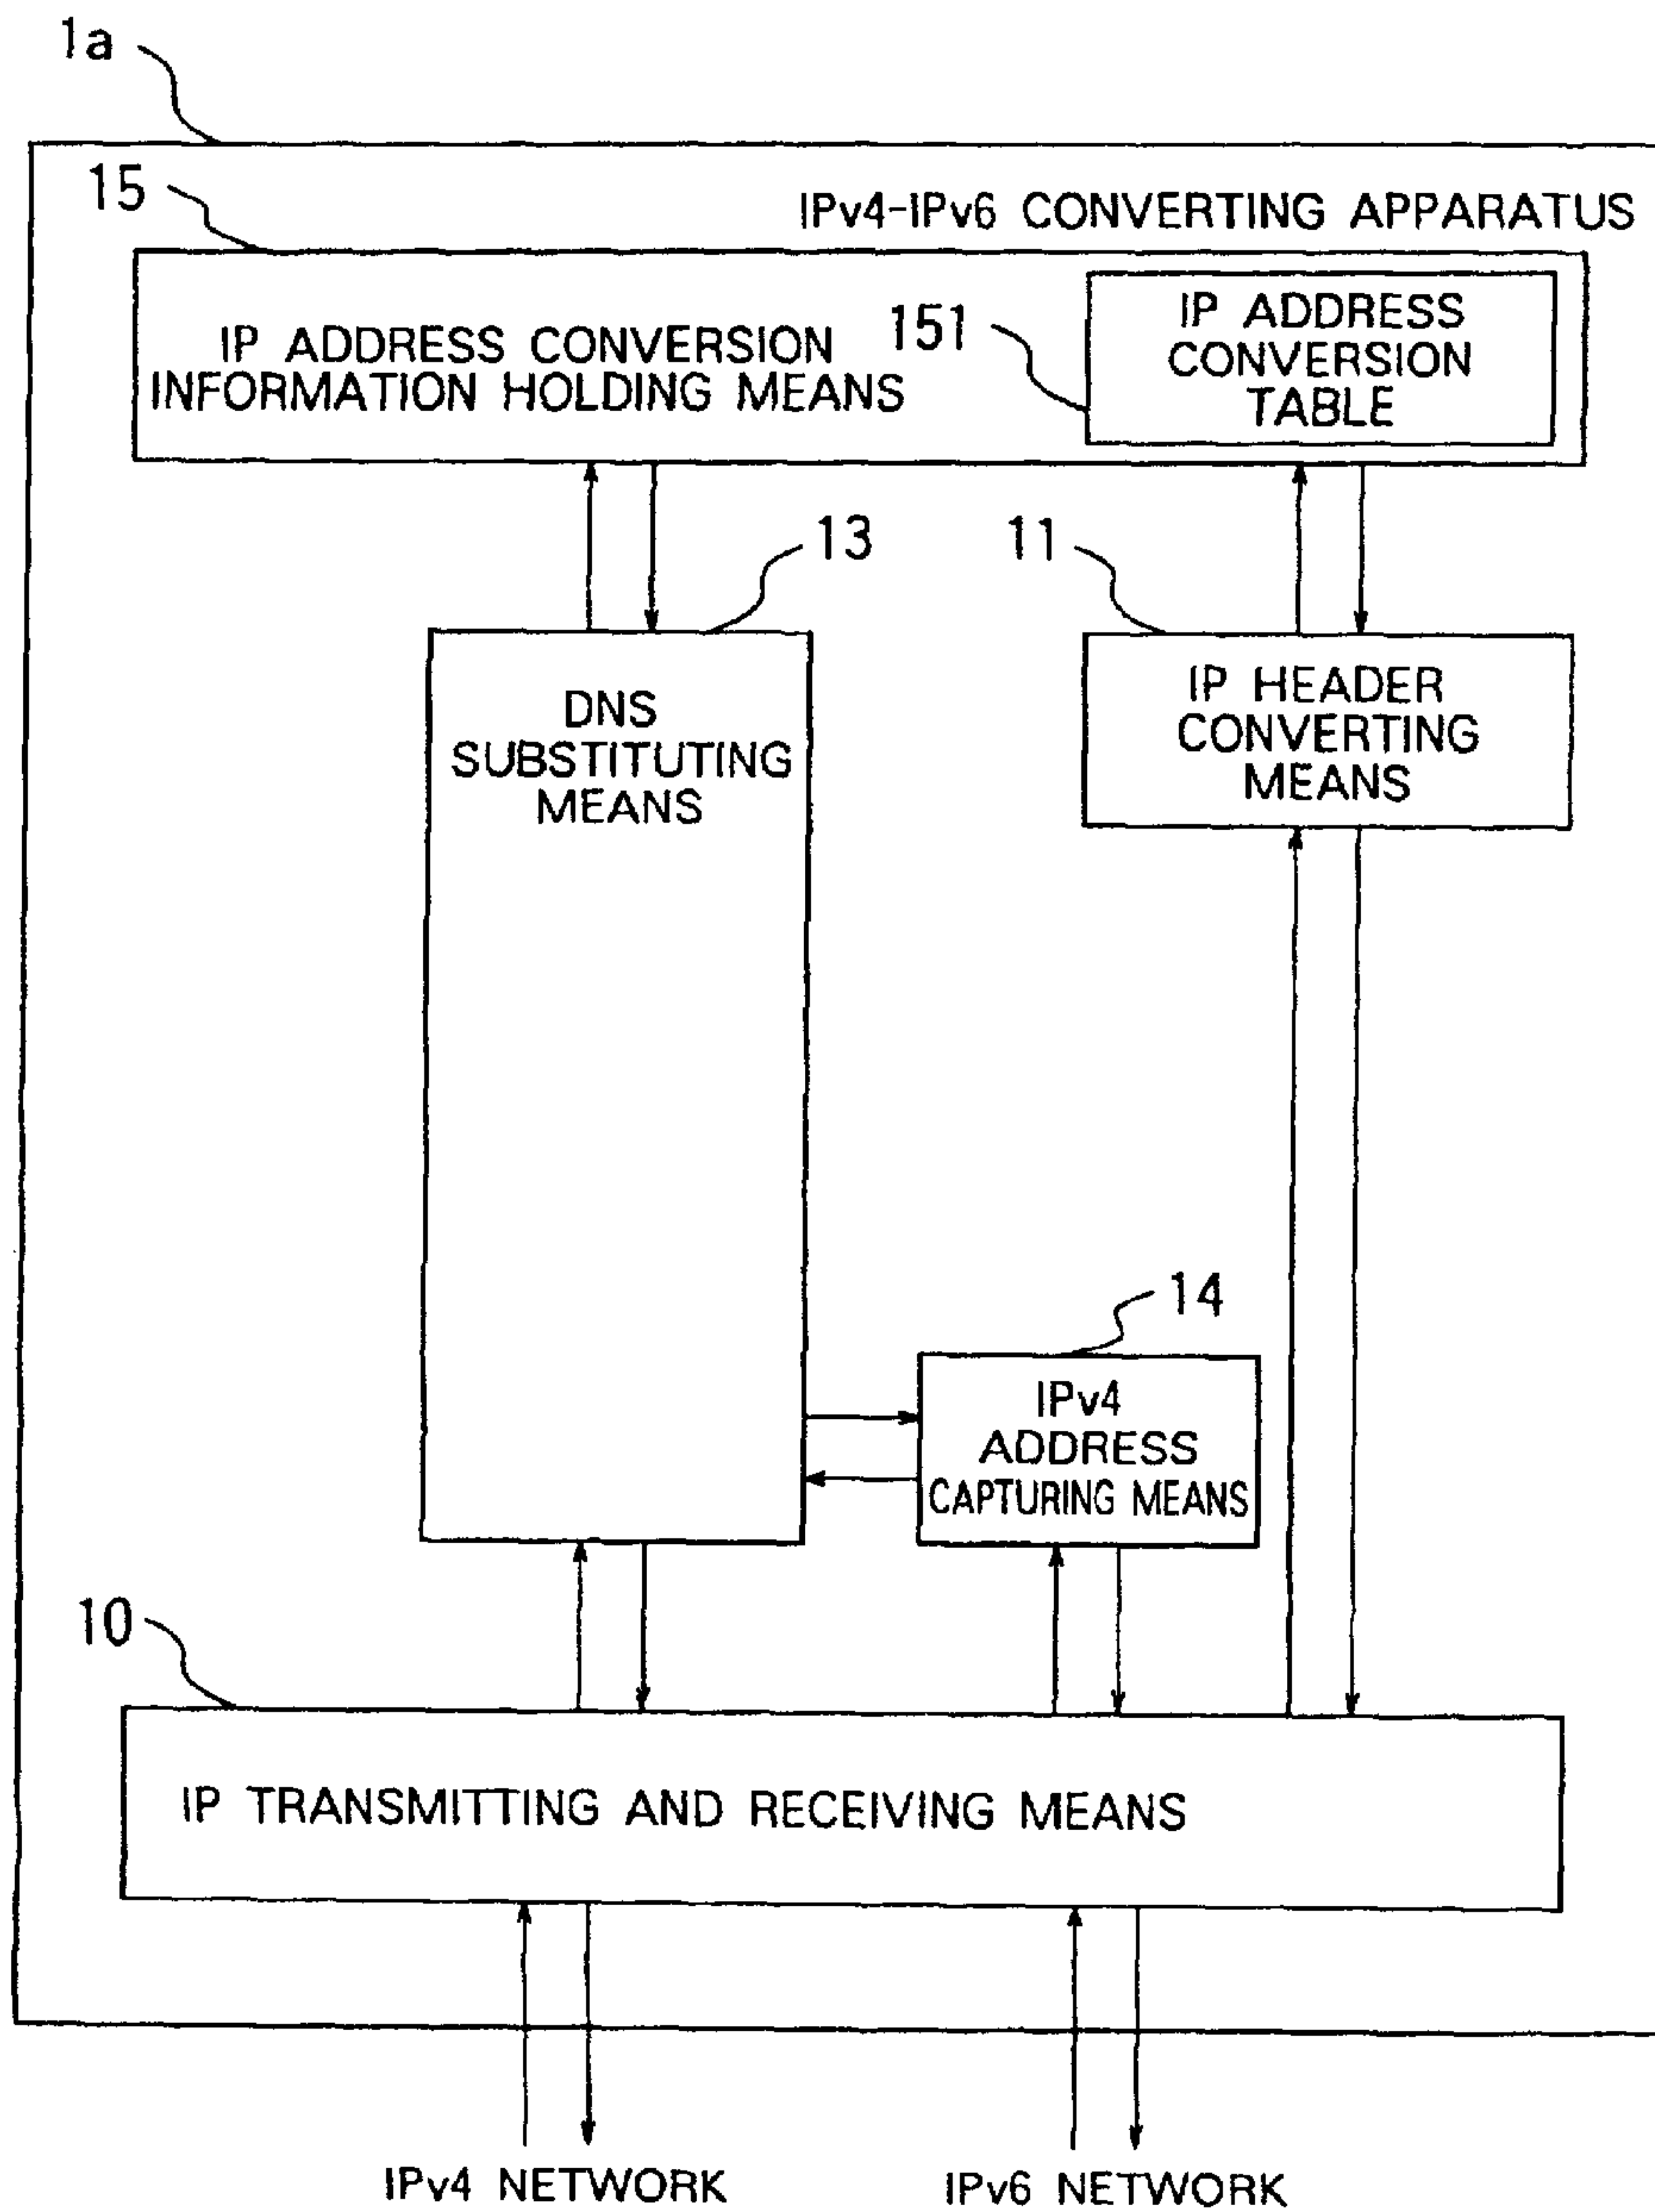 1a
15
IPv4-IPv6 CONVERTING APPARATUS
IP ADDRESS CONVERSION
INFORMATION HOLDING MEANS
151
IP ADDRESS
CONVERSION
TABLE
13
11
DNS
SUBSTITUTING
MEANS
IP HEADER
CONVERTING
MEANS
14
IPv4
ADDRESS
CAPTURING MEANS
10
IP TRANSMITTING AND RECEIVING MEANS
IPv4 NETWORK
IPv6 NETWORK